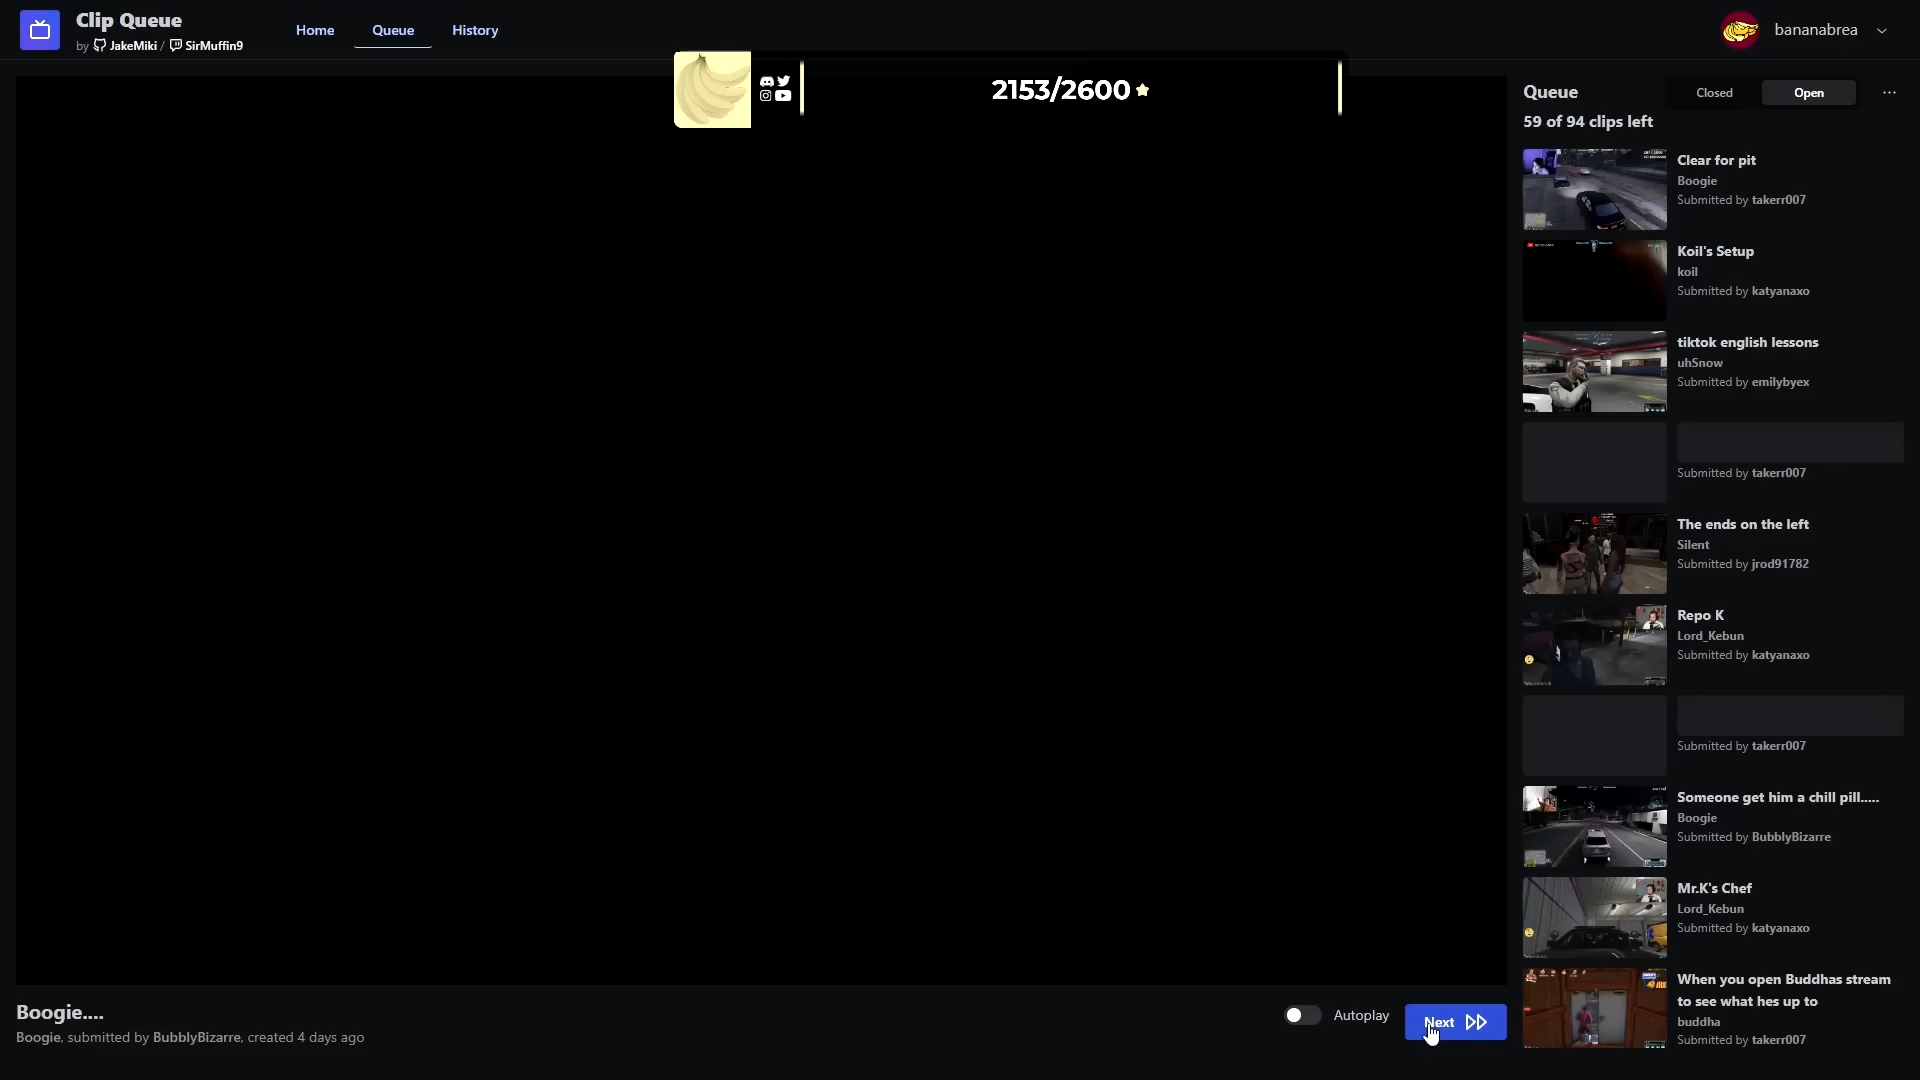 Clip Queue
by JakeMiki / SirMuffin9
Home
Queue
History
bananabrea
2153/2600
Queue
Closed
Open
59 of 94 clips left
Clear for pit
Boogie
Submitted by takerr007
Koil's Setup
koil
Submitted by katyanaxo
tiktok english lessons
uhSnow
Submitted by emilybyex
Submitted by takerr007
The ends on the left
Silent
Submitted by jrod91782
Repo K
Lord_Kebun
Submitted by katyanaxo
Submitted by takerr007
Someone get him a chill pill.....
Boogie
Submitted by BubblyBizarre
Mr.K's Chef
Lord_Kebun
Submitted by katyanaxo
When you open Buddhas stream
to see what hes up to
buddha
Submitted by takerr007
Boogie....
Boogie, submitted by BubblyBizarre, created 4 days ago
Autoplay
Next